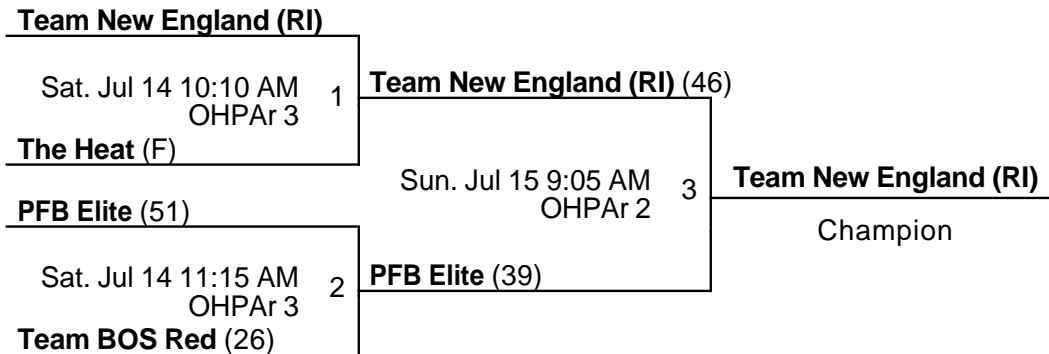 Team New England (RI)
Sat. Jul 14 10:10 AM
OHPAr 3
1
The Heat (F)
Team New England (RI) (46)
PFB Elite (51)
Sat. Jul 14 11:15 AM
OHPAr 3
2
Team BOS Red (26)
PFB Elite (39)
Sun. Jul 15 9:05 AM
OHPAr 2
3
Team New England (RI)
Champion